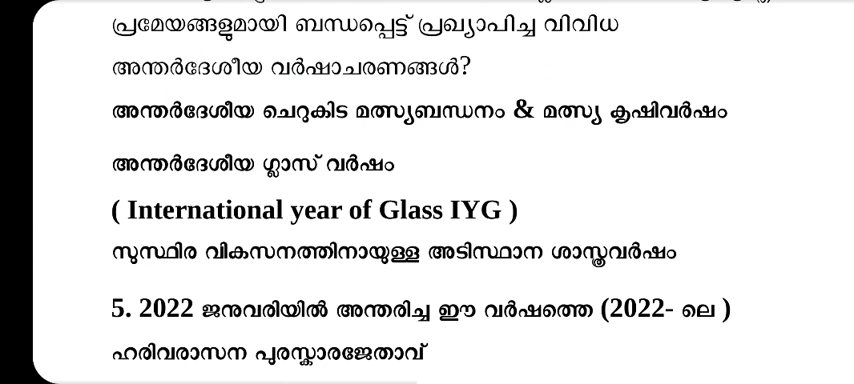 പ്രമേയങ്ങളുമായി ബന്ധപ്പെട്ട് പ്രഖ്യാപിച്ച വിവിധ
അന്തർദേശീയ വർഷാചരണങ്ങൾ?
അന്തർദേശീയ ചെറുകിട മത്സ്യബന്ധനം & മത്സ്യ കൃഷിവർഷം
അന്തർദേശീയ ഗ്ലാസ് വർഷം
( International year of Glass IYG )
സുസ്ഥിര വികസനത്തിനായുള്ള അടിസ്ഥാന ശാസ്ത്രവർഷം
5. 2022 ജനുവരിയിൽ അന്തരിച്ച ഈ വർഷത്തെ (2022- ലെ )
ഹരിവരാസന പുരസ്കാരജേതാവ്